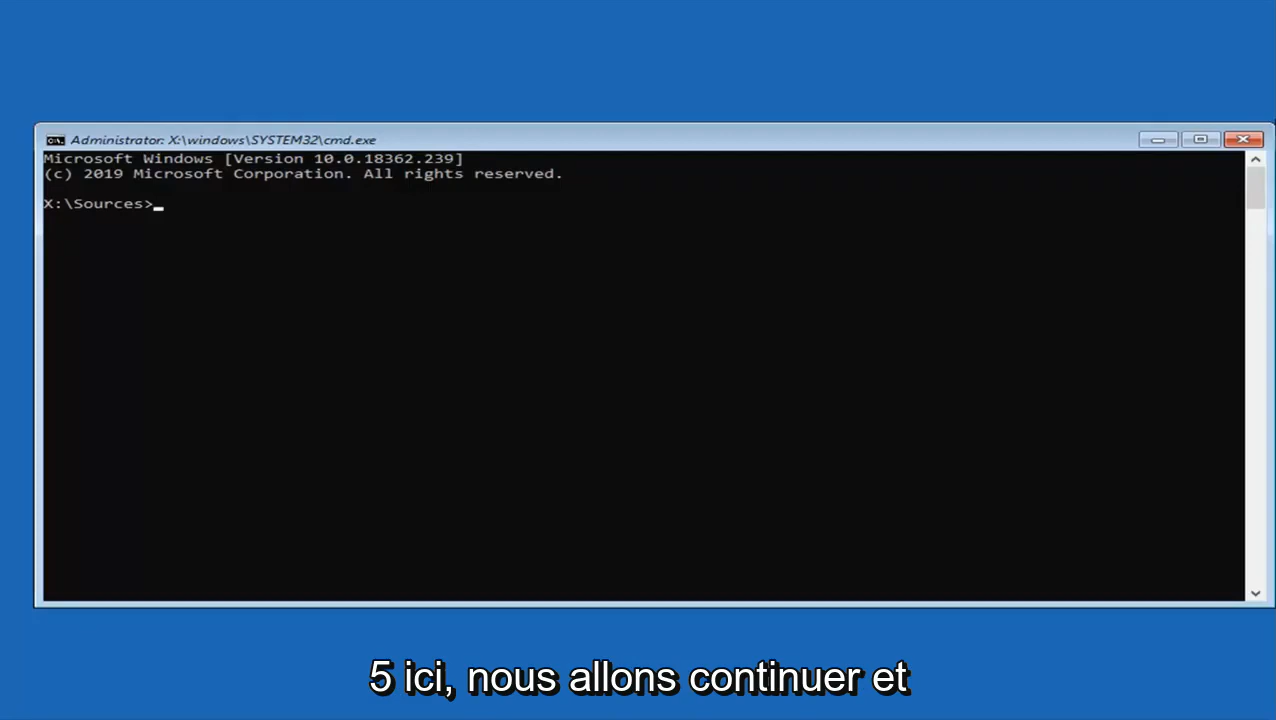 Administrator: X:\windows\SYSTEM32\cmd.exe
Microsoft Windows [Version 10.0.18362.239]
(c) 2019 Microsoft Corporation. All rights reserved.
X:\Sources>_
5 ici, nous allons continuer et